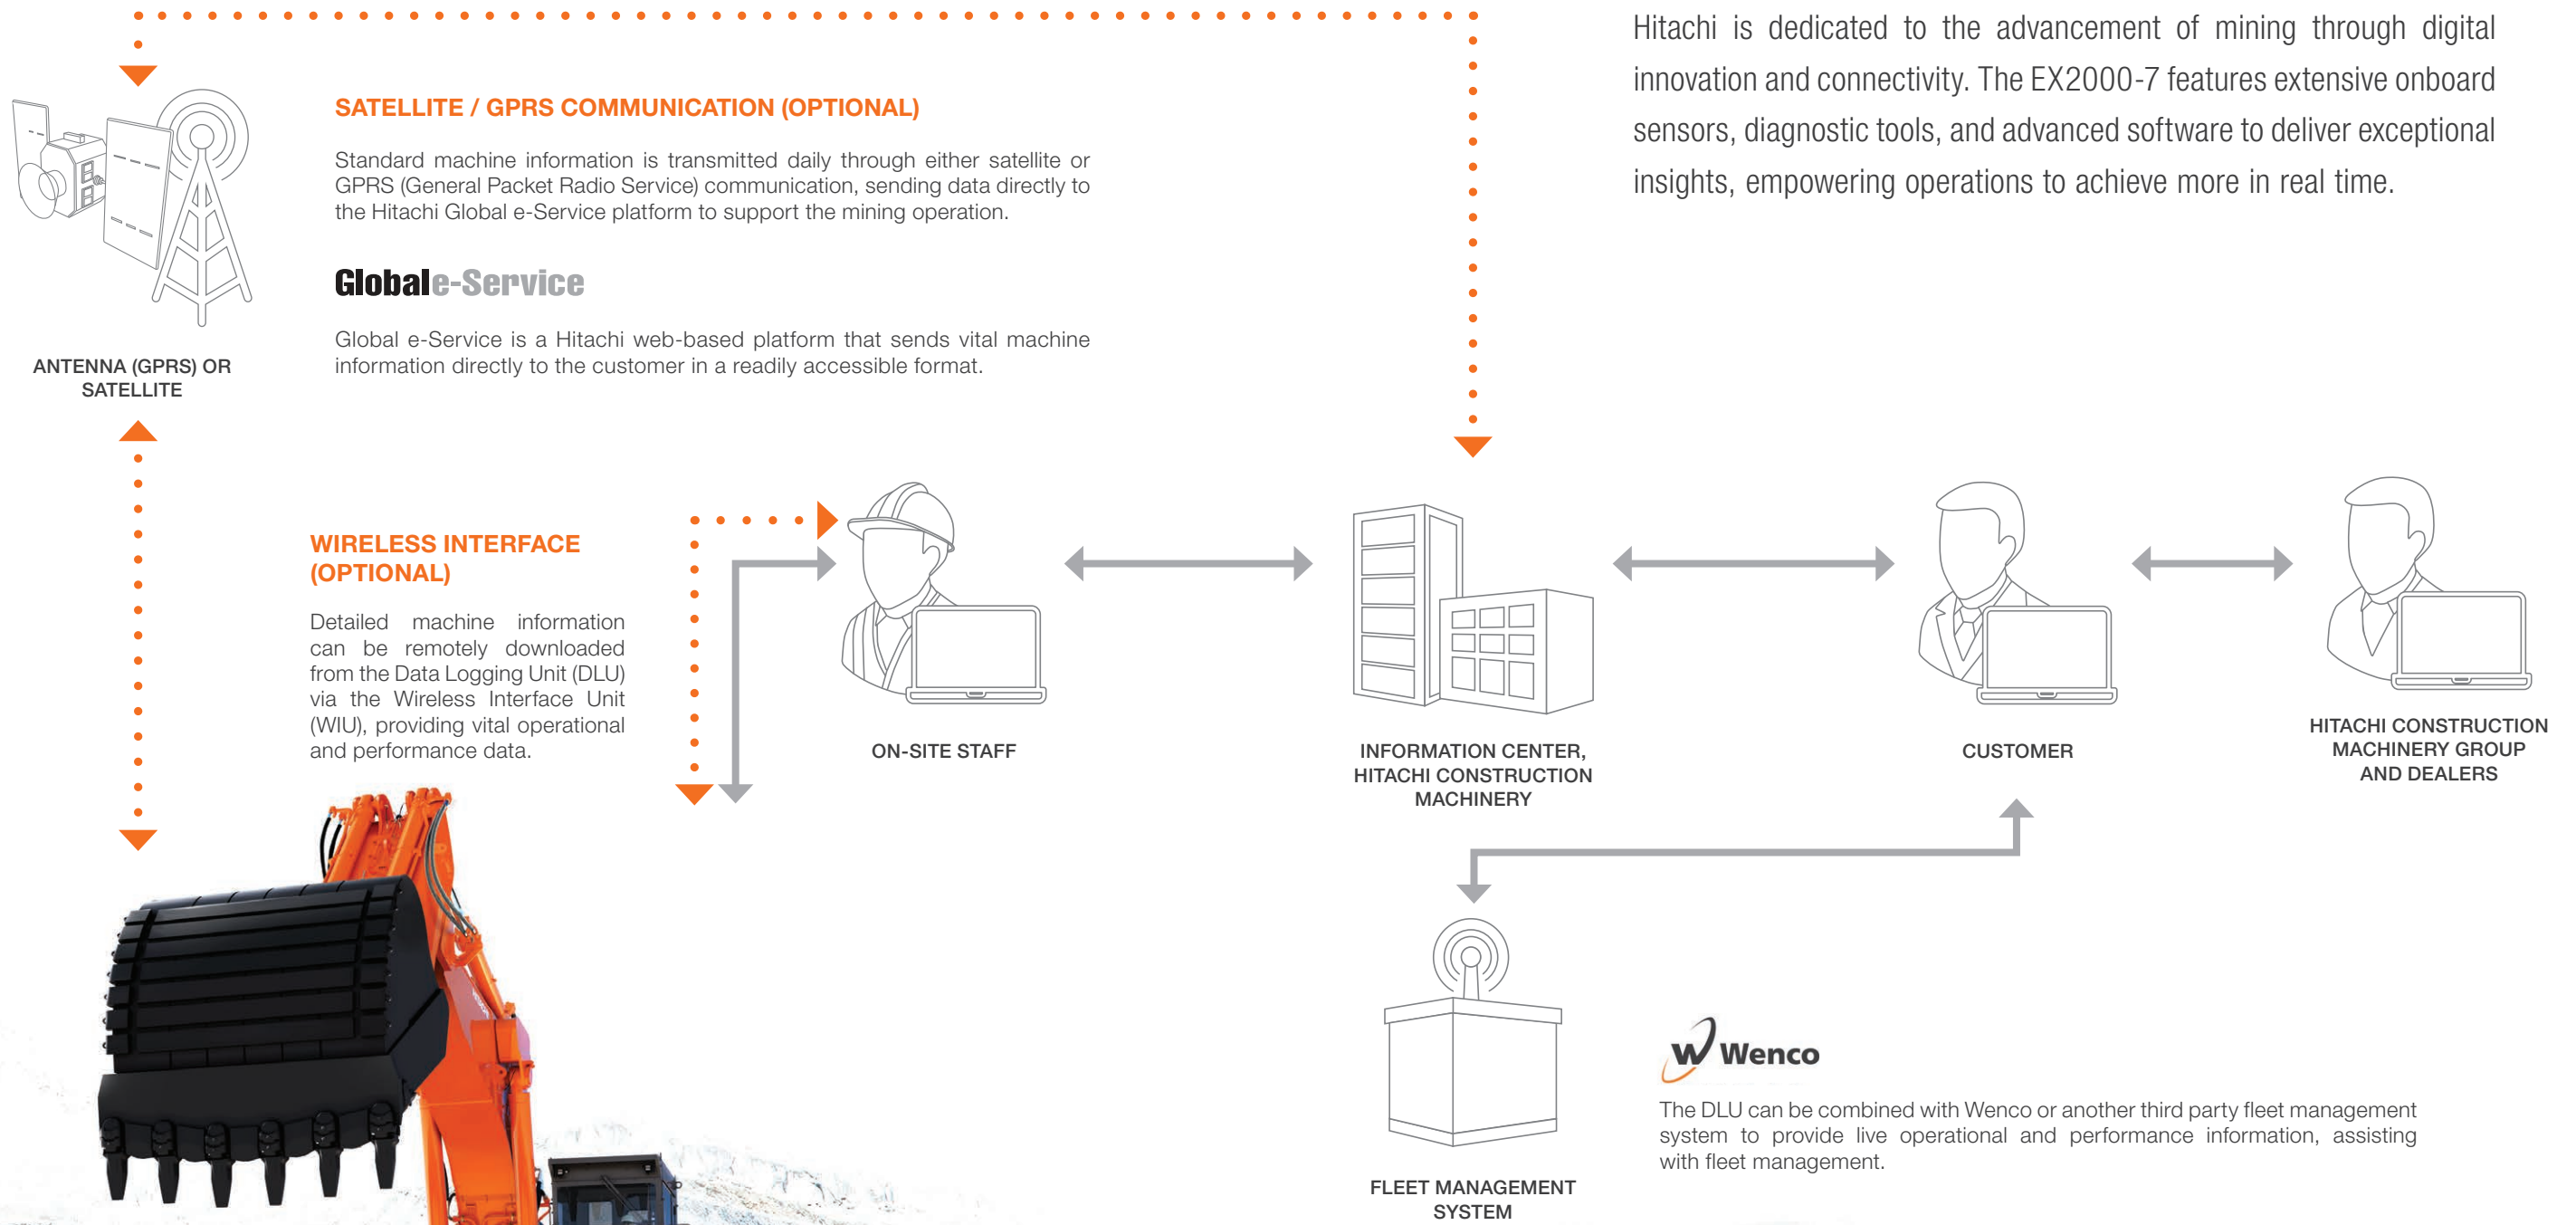 Hitachi is dedicated to the advancement of mining through digital
innovation and connectivity. The EX2000-7 features extensive onboard
sensors, diagnostic tools, and advanced software to deliver exceptional
insights, empowering operations to achieve more in real time.
SATELLITE / GPRS COMMUNICATION (OPTIONAL)
Standard machine information is transmitted daily through either satellite or
GPRS (General Packet Radio Service) communication, sending data directly to
the Hitachi Global e-Service platform to support the mining operation.
Global e-Service
Global e-Service is a Hitachi web-based platform that sends vital machine
information directly to the customer in a readily accessible format.
ANTENNA (GPRS) OR
SATELLITE
WIRELESS INTERFACE
(OPTIONAL)
Detailed machine information
can be remotely downloaded
from the Data Logging Unit (DLU)
via the Wireless Interface Unit
(WIU), providing vital operational
and performance data.
ON-SITE STAFF
INFORMATION CENTER,
HITACHI CONSTRUCTION
MACHINERY
CUSTOMER
HITACHI CONSTRUCTION
MACHINERY GROUP
AND DEALERS
W Wenco
The DLU can be combined with Wenco or another third party fleet management
system to provide live operational and performance information, assisting
with fleet management.
FLEET MANAGEMENT
SYSTEM